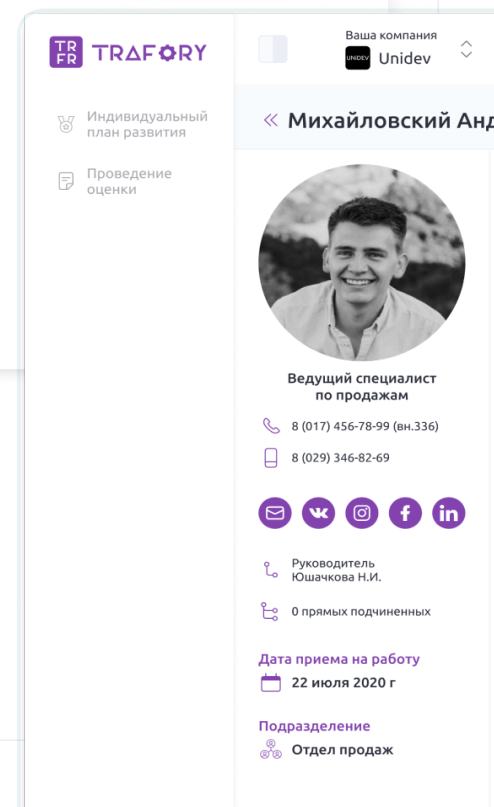 TR
FR
TRAFORY
Ваша компания
UNIDEV
Unidev
Индивидуальный
план развития
Проведение
оценки
« Михайловский Анд
Ведущий специалист
по продажам
8 (017) 456-78-99 (вн.336)
8 (029) 346-82-69
Руководитель
Юшачкова Н.И.
0 прямых подчиненных
Дата приема на работу
22 июля 2020 г
Подразделение
Отдел продаж